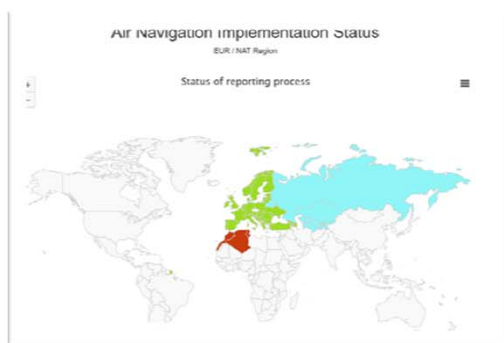 Air Navigation Implementation Status
EUR / NAT Region
Status of reporting process
+
-